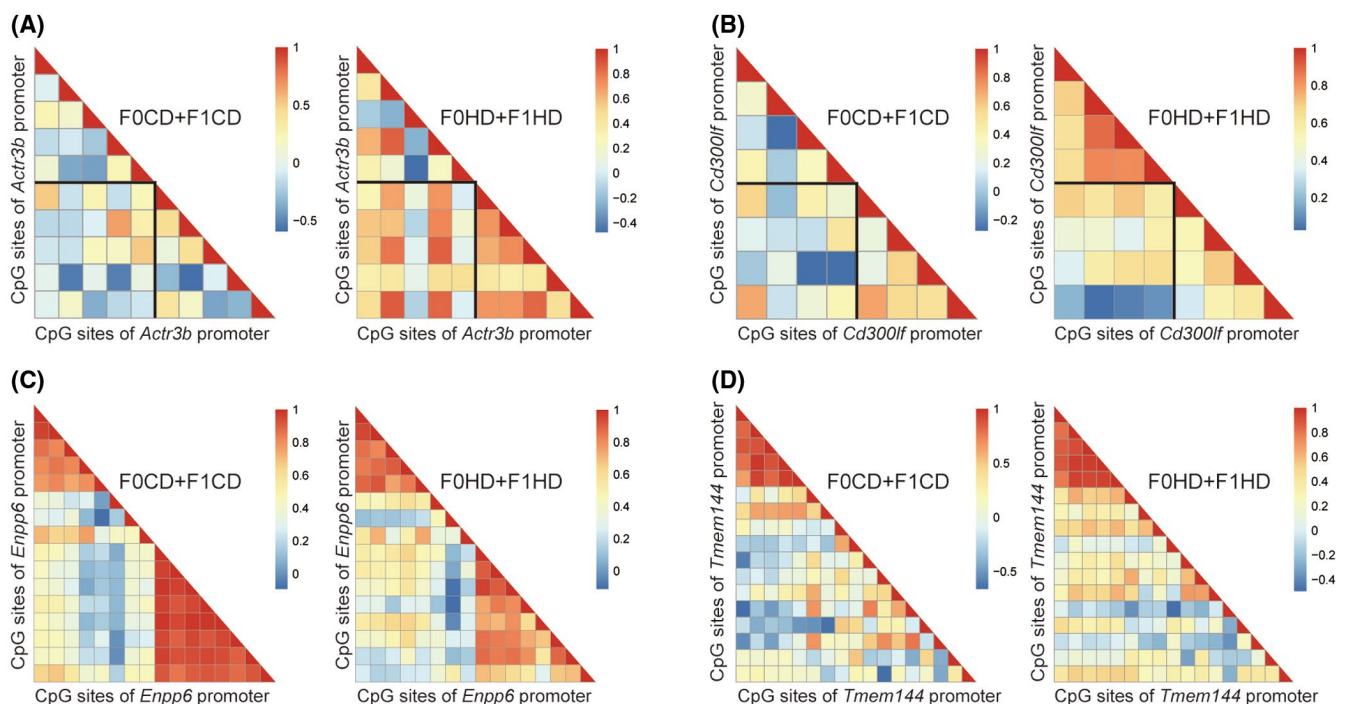 (A)
CpG sites of Actr3b promoter
F0CD+F1CD
1
0.5
0
−0.5
CpG sites of Actr3b promoter
CpG sites of Actr3b promoter
F0HD+F1HD
1
0.8
0.6
0.4
0.2
0
−0.2
−0.4
CpG sites of Actr3b promoter
(B)
CpG sites of Cd300lf promoter
F0CD+F1CD
1
0.8
0.6
0.4
0.2
0
−0.2
CpG sites of Cd300lf promoter
CpG sites of Cd300lf promoter
F0HD+F1HD
1
0.8
0.6
0.4
0.2
CpG sites of Cd300lf promoter
(C)
CpG sites of Enpp6 promoter
F0CD+F1CD
1
0.8
0.6
0.4
0.2
0
CpG sites of Enpp6 promoter
CpG sites of Enpp6 promoter
F0HD+F1HD
1
0.8
0.6
0.4
0.2
0
CpG sites of Enpp6 promoter
(D)
CpG sites of Tmem144 promoter
F0CD+F1CD
1
0.5
0
−0.5
CpG sites of Tmem144 promoter
CpG sites of Tmem144 promoter
F0HD+F1HD
1
0.8
0.6
0.4
0.2
0
−0.2
−0.4
CpG sites of Tmem144 promoter